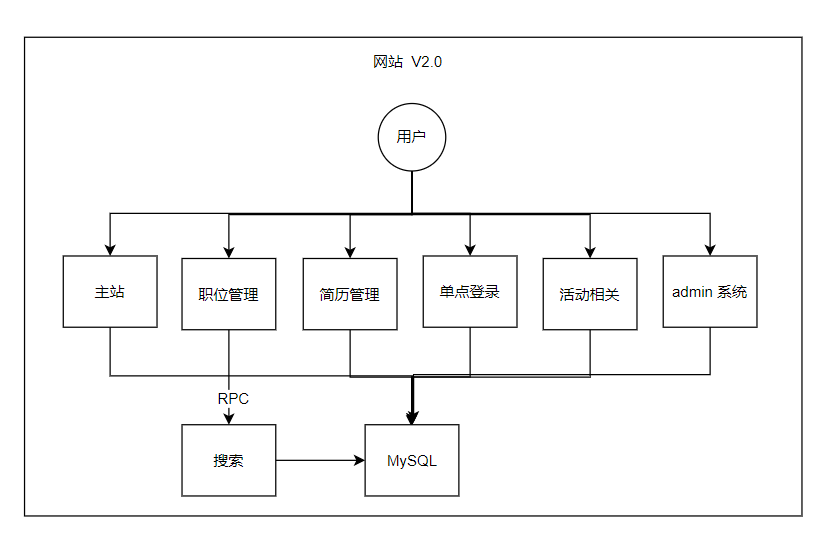 网站 V2.0
用户
主站
职位管理
简历管理
单点登录
活动相关
admin 系统
RPC
搜索
MySQL